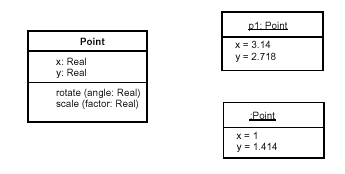 Point
x: Real
y: Real
rotate (angle: Real)
scale (factor: Real)
p1: Point
x = 3.14
y = 2.718
:Point
x = 1
y = 1.414